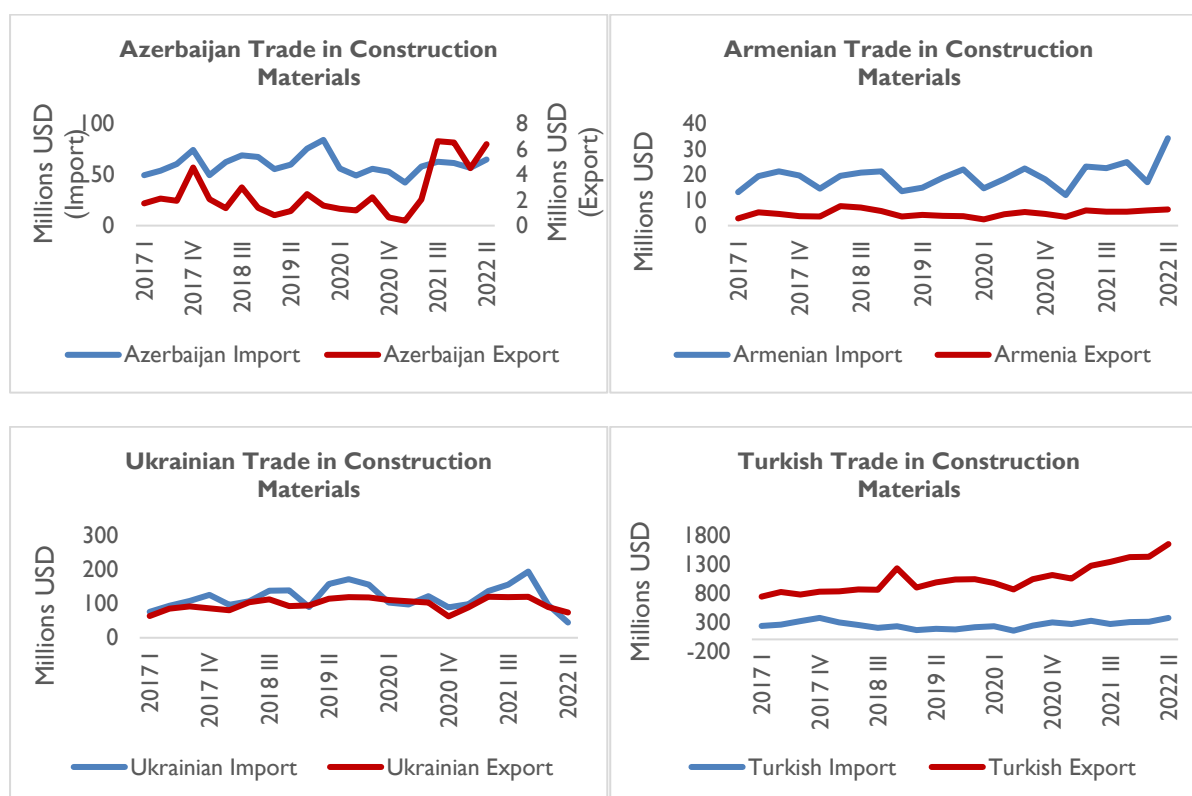 Azerbaijan Trade in Construction
Materials
Millions USD
(Import)
100
50
0
8
6
4
2
0
Millions USD
(Export)
2017 I
2017 IV
2018 III
2019 II
2020 I
2020 IV
2021 III
2022 II
Azerbaijan Import
Azerbaijan Export
Armenian Trade in Construction
Materials
Millions USD
40
30
20
10
0
2017 I
2017 IV
2018 III
2019 II
2020 I
2020 IV
2021 III
2022 II
Armenian Import
Armenia Export
Ukrainian Trade in Construction
Materials
Millions USD
300
200
100
0
2017 I
2017 IV
2018 III
2019 II
2020 I
2020 IV
2021 III
2022 II
Ukrainian Import
Ukrainian Export
Turkish Trade in Construction
Materials
Millions USD
1800
1300
800
300
-200
2017 I
2017 IV
2018 III
2019 II
2020 I
2020 IV
2021 III
2022 II
Turkish Import
Turkish Export